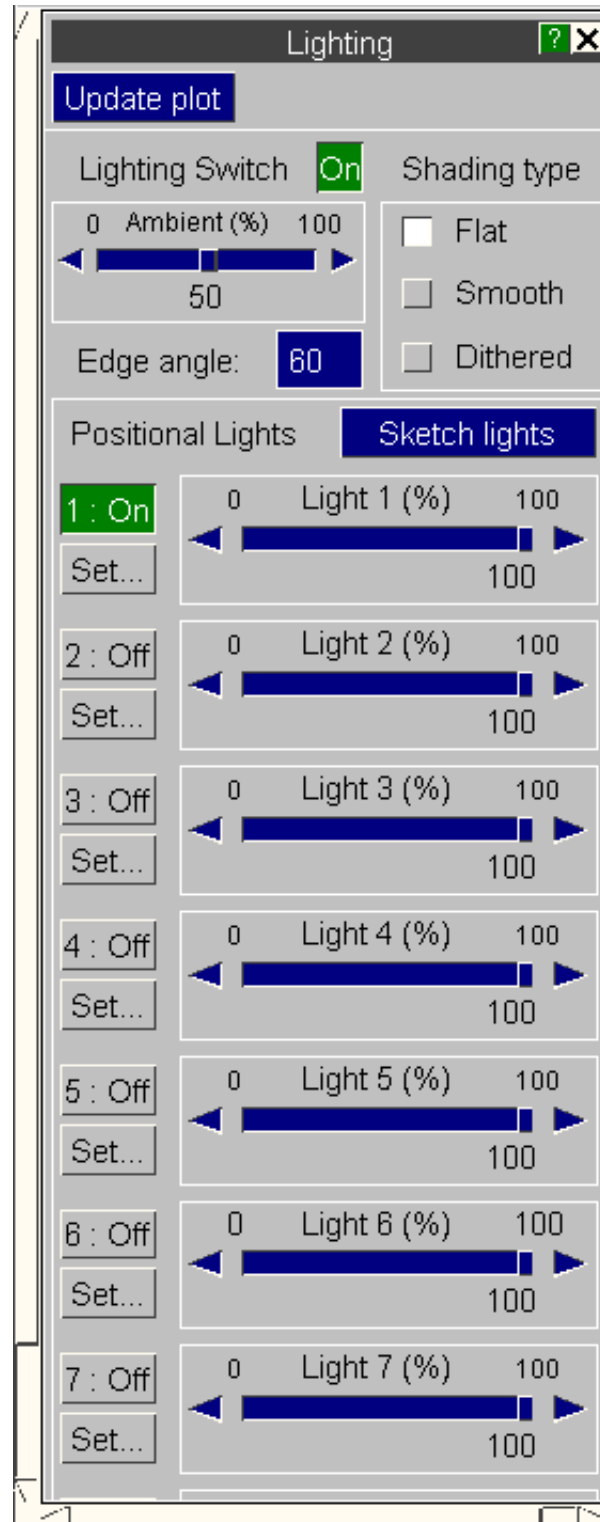 Lighting ? X
Update plot
Lighting Switch On Shading type
0 Ambient (%) 100
50
Flat
Smooth
Dithered
Edge angle: 60
Positional Lights Sketch lights
1 : On
Set...
0 Light 1 (%) 100
100
2 : Off
Set...
0 Light 2 (%) 100
100
3 : Off
Set...
0 Light 3 (%) 100
100
4 : Off
Set...
0 Light 4 (%) 100
100
5 : Off
Set...
0 Light 5 (%) 100
100
6 : Off
Set...
0 Light 6 (%) 100
100
7 : Off
Set...
0 Light 7 (%) 100
100